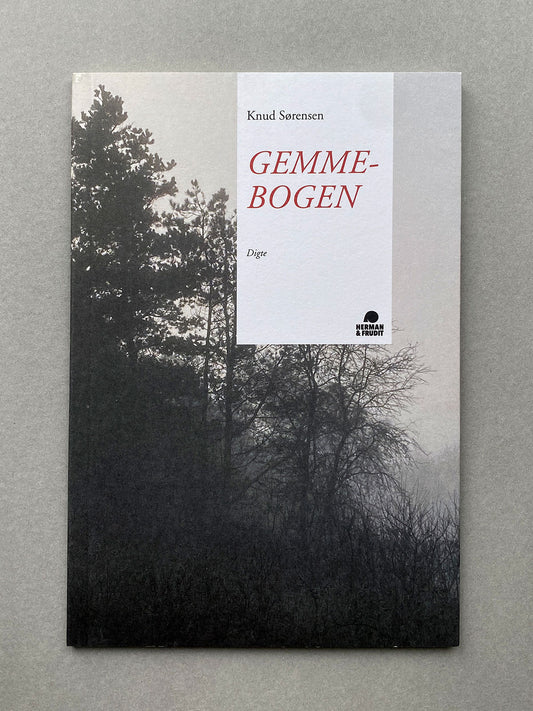 Knud Sørensen
GEMME-
BOGEN
Digte
HERMAN
& FRUDIT